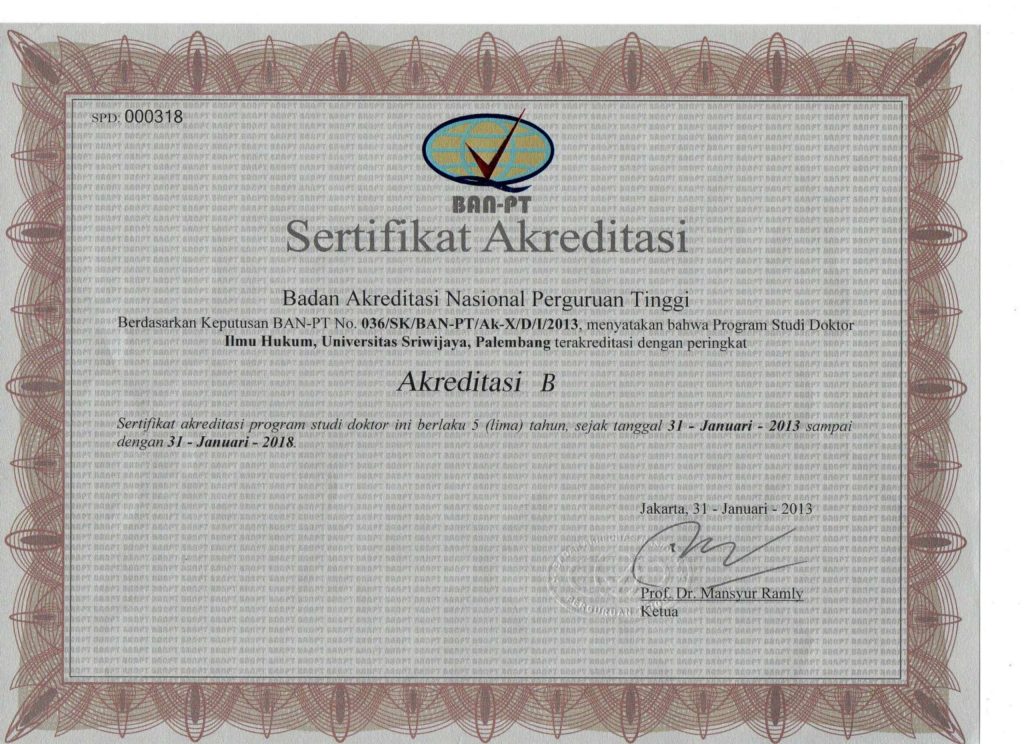 SPD: 000318
BAN-PT
Sertifikat Akreditasi
Badan Akreditasi Nasional Perguruan Tinggi
Berdasarkan Keputusan BAN-PT No. 036/SK/BAN-PT/Ak-X/D/I/2013, menyatakan bahwa Program Studi Doktor
Ilmu Hukum, Universitas Sriwijaya, Palembang terakreditasi dengan peringkat
Akreditasi B
Sertifikat akreditasi program studi doktor ini berlaku 5 (lima) tahun, sejak tanggal 31 - Januari - 2013 sampai
dengan 31 - Januari - 2018.
Jakarta, 31 - Januari - 2013
Prof. Dr. Mansyur Ramly
Ketua